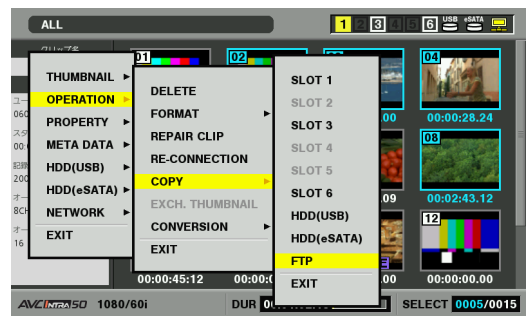 ALL
1 2 3 4 5 6 USB eSATA
01
02
04
THUMBNAIL
OPERATION
PROPERTY
META DATA
HDD(USB)
HDD(eSATA)
NETWORK
EXIT
DELETE
FORMAT
REPAIR CLIP
RE-CONNECTION
COPY
EXCH. THUMBNAIL
CONVERSION
EXIT
SLOT 1
SLOT 2
SLOT 3
SLOT 4
SLOT 5
SLOT 6
HDD(USB)
HDD(eSATA)
FTP
EXIT
00:00:28.24
08
00:02:43.12
12
00:00:45:12
00:00:00.00
AVC-INTRA 50 1080/60i
DUR
SELECT 0005/0015